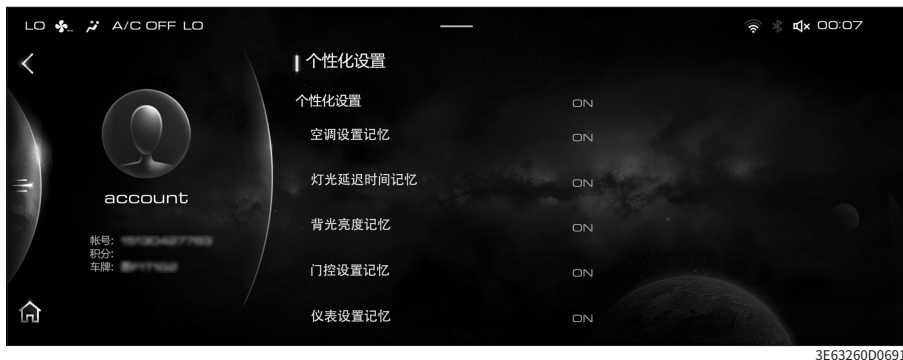 LO A/C OFF LO 00:07
个性化设置
个性化设置 ON
空调设置记忆 ON
灯光延迟时间记忆 ON
account
背光亮度记忆 ON
帐号:
积分:
车牌:
门控设置记忆 ON
仪表设置记忆 ON
3E63260D0691